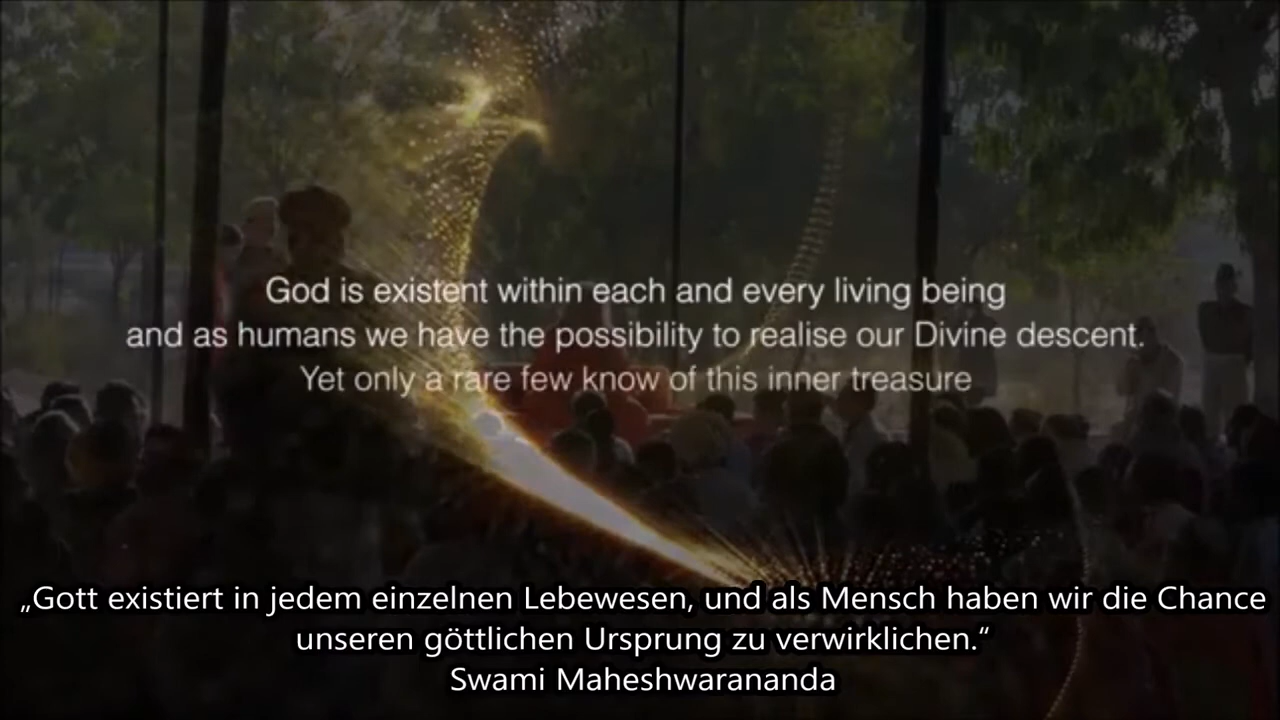 God is existent within each and every living being
and as humans we have the possibility to realise our Divine descent.
Yet only a rare few know of this inner treasure
„Gott existiert in jedem einzelnen Lebewesen, und als Mensch haben wir die Chance
unseren göttlichen Ursprung zu verwirklichen.“
Swami Maheshwarananda